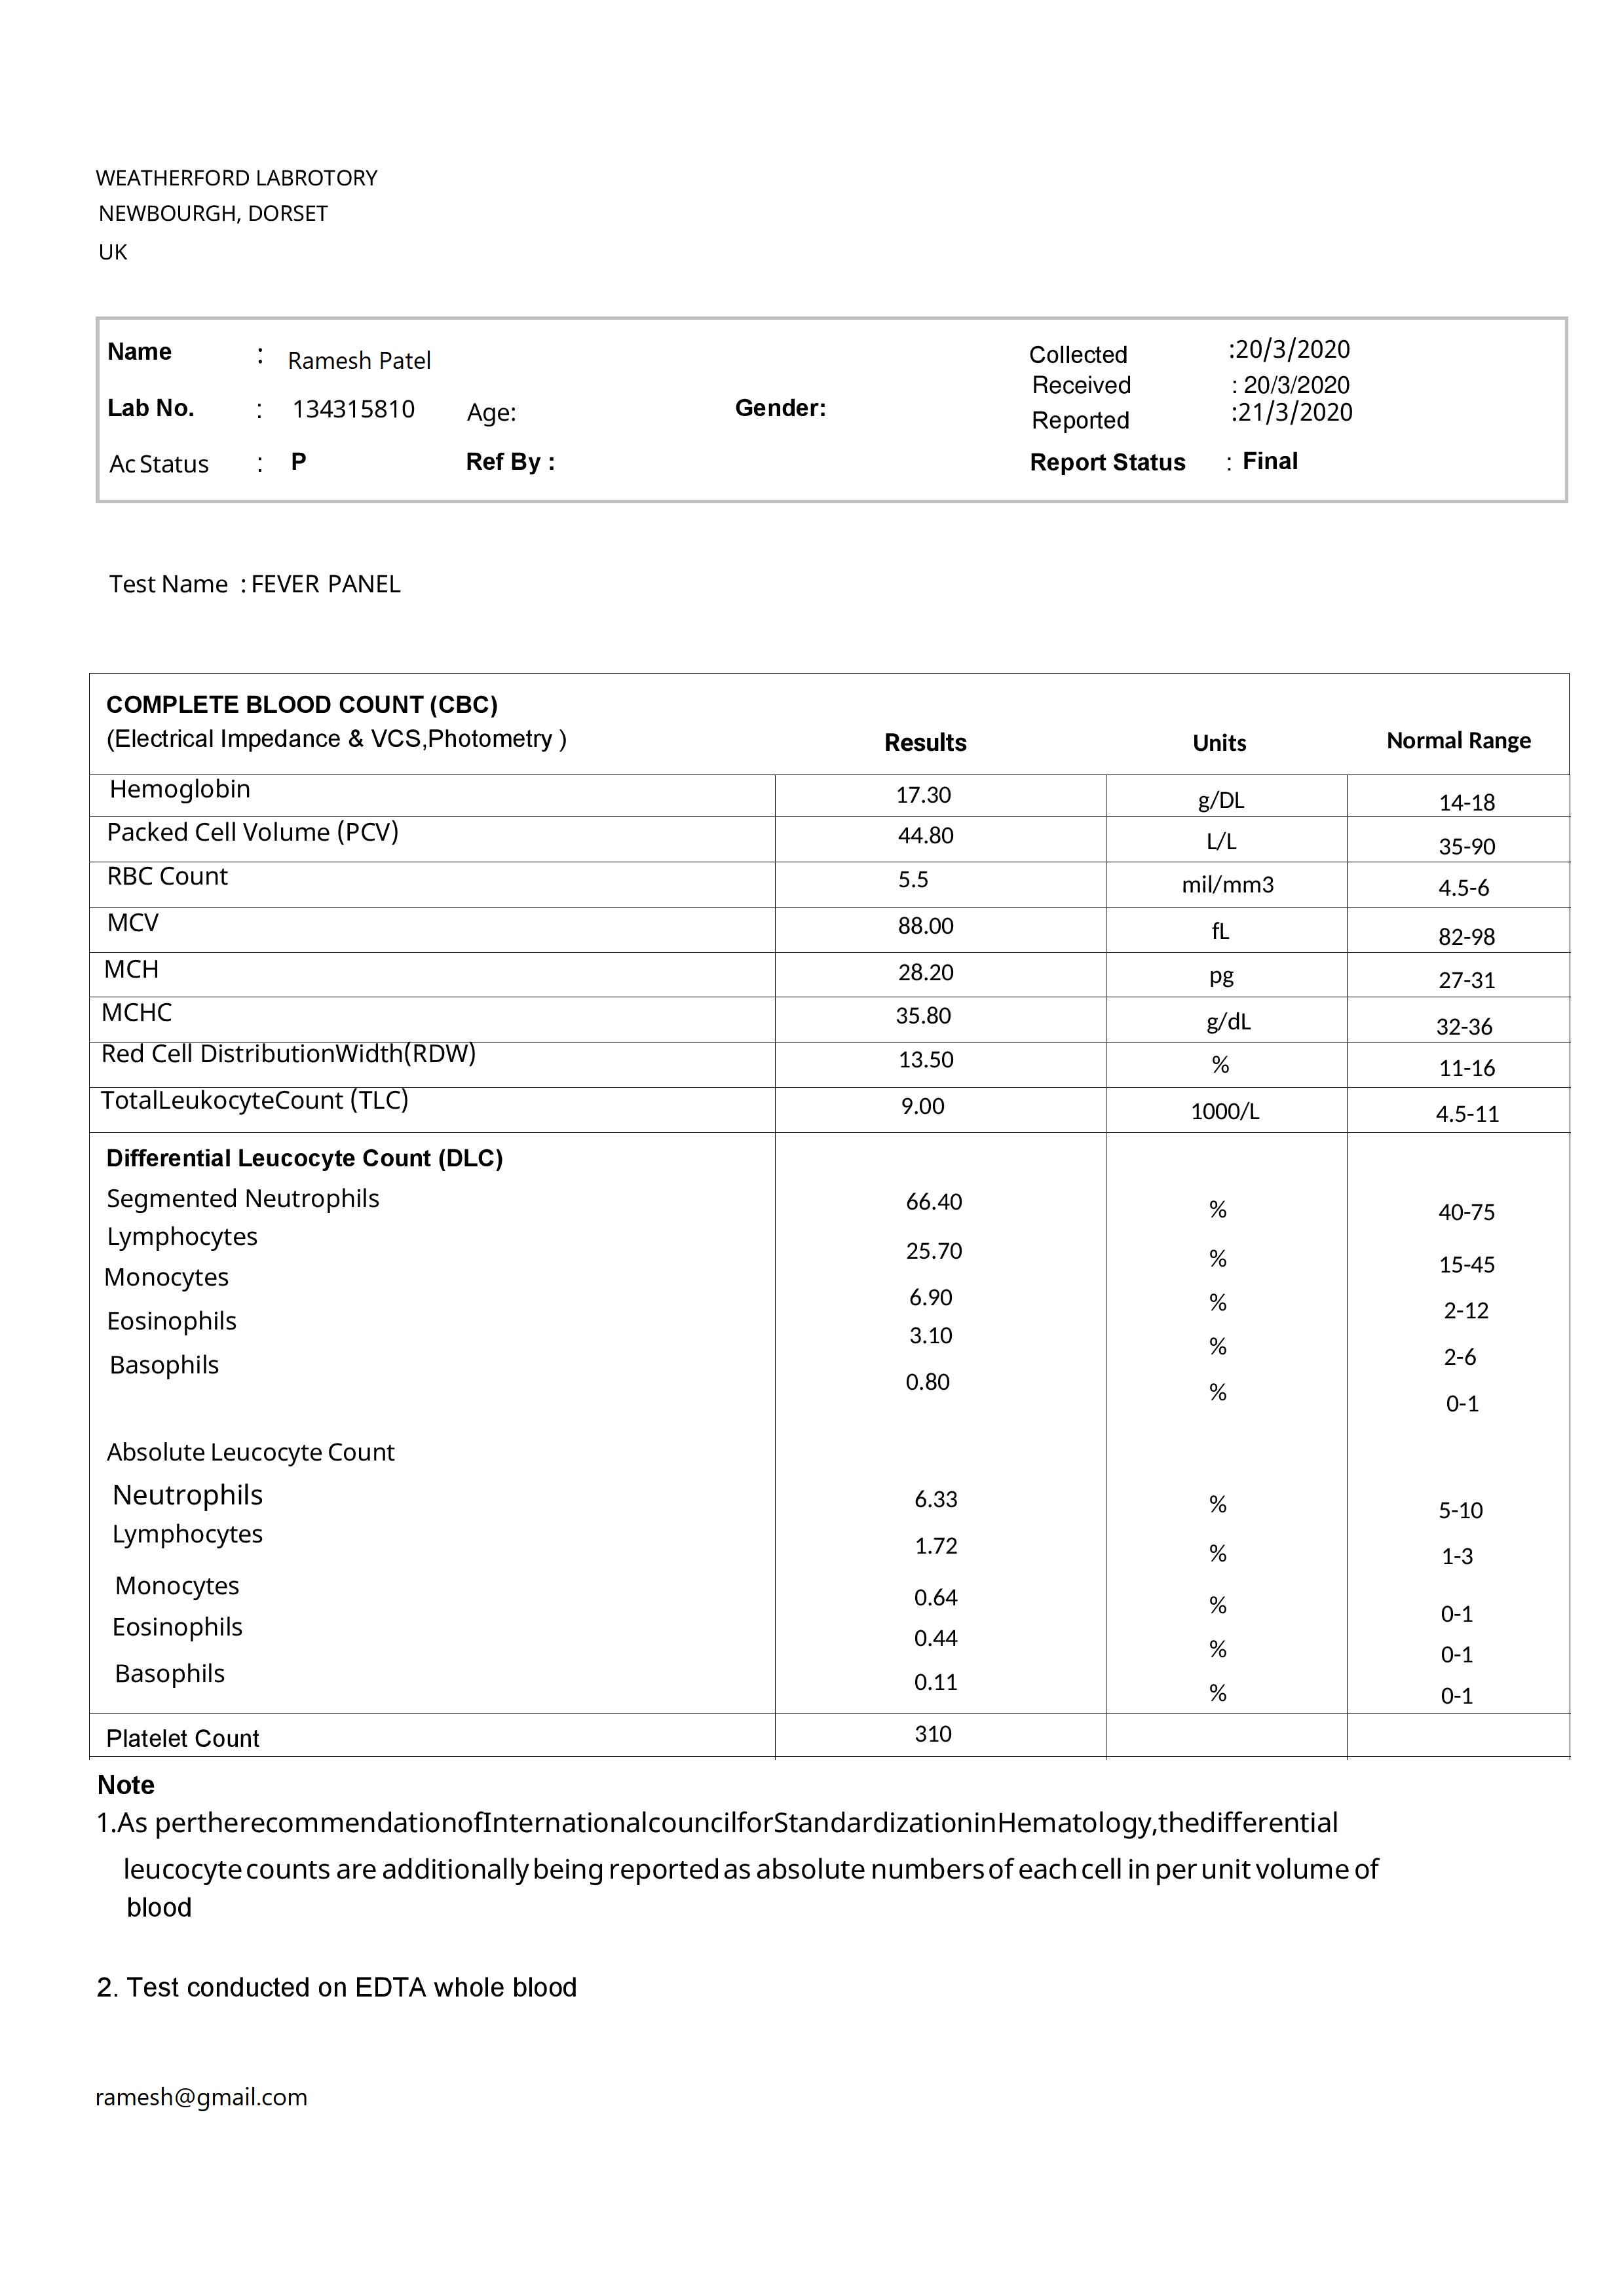 WEATHERFORD LABROTORY
NEWBOURGH, DORSET
UK
Name : Ramesh Patel Collected :20/3/2020
Received : 20/3/2020
Lab No. : 134315810 Age: Gender: Reported :21/3/2020
Ac Status : P Ref By : Report Status : Final
Test Name : FEVER PANEL
COMPLETE BLOOD COUNT (CBC)
(Electrical Impedance & VCS,Photometry ) Results Units Normal Range
Hemoglobin 17.30 g/DL 14-18
Packed Cell Volume (PCV) 44.80 L/L 35-90
RBC Count 5.5 mil/mm3 4.5-6
MCV 88.00 fL 82-98
MCH 28.20 pg 27-31
MCHC 35.80 g/dL 32-36
Red Cell DistributionWidth(RDW) 13.50 % 11-16
TotalLeukocyteCount (TLC) 9.00 1000/L 4.5-11
Differential Leucocyte Count (DLC)
Segmented Neutrophils 66.40 % 40-75
Lymphocytes 25.70 % 15-45
Monocytes 6.90 % 2-12
Eosinophils 3.10 % 2-6
Basophils 0.80 % 0-1
Absolute Leucocyte Count
Neutrophils 6.33 % 5-10
Lymphocytes 1.72 % 1-3
Monocytes 0.64 % 0-1
Eosinophils 0.44 % 0-1
Basophils 0.11 % 0-1
Platelet Count 310
Note
1.As pertherecommendationofInternationalcouncilforStandardizationinHematology,thedifferential
leucocyte counts are additionally being reported as absolute numbers of each cell in per unit volume of
blood
2. Test conducted on EDTA whole blood
ramesh@gmail.com